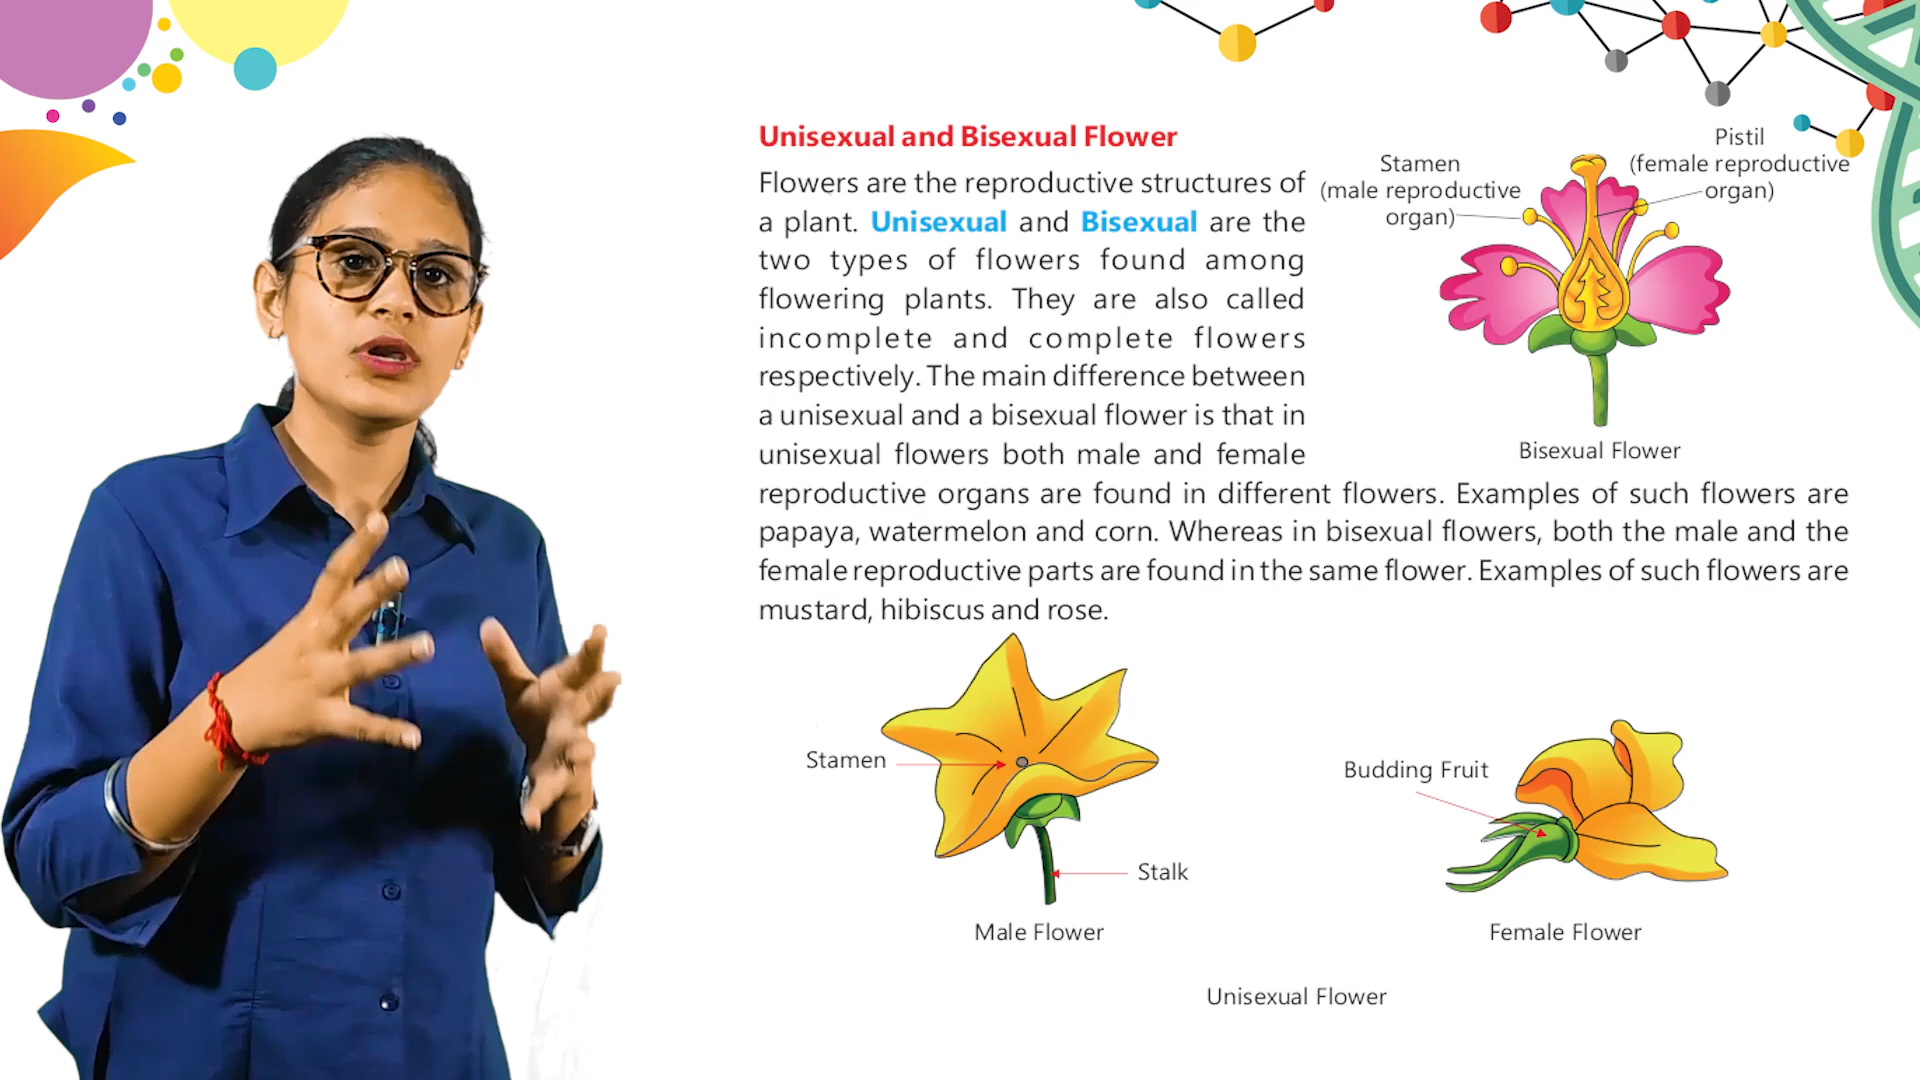 Unisexual and Bisexual Flower
Flowers are the reproductive structures of
a plant. Unisexual and Bisexual are the
two types of flowers found among
flowering plants. They are also called
incomplete and complete flowers
respectively. The main difference between
a unisexual and a bisexual flower is that in
unisexual flowers both male and female
reproductive organs are found in different flowers. Examples of such flowers are
papaya, watermelon and corn. Whereas in bisexual flowers, both the male and the
female reproductive parts are found in the same flower. Examples of such flowers are
mustard, hibiscus and rose.
Stamen
(male reproductive
organ)
Pistil
(female reproductive
organ)
Bisexual Flower
Stamen
Stalk
Male Flower
Budding Fruit
Female Flower
Unisexual Flower